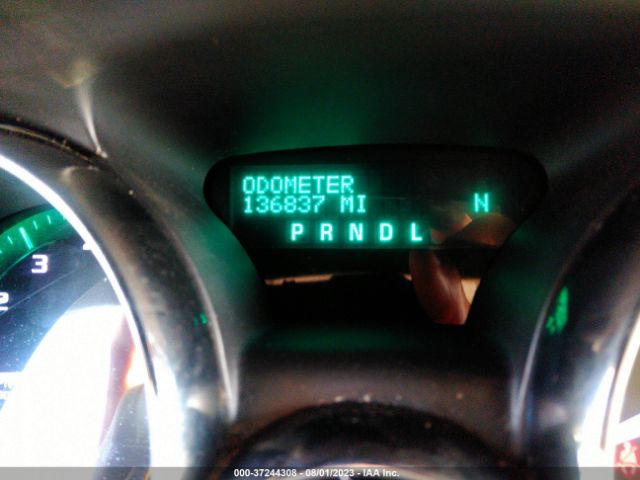 ODOMETER
136837 MI N
P R N D L
3
2
000-37244308 - 08/01/2023 - IAA Inc.